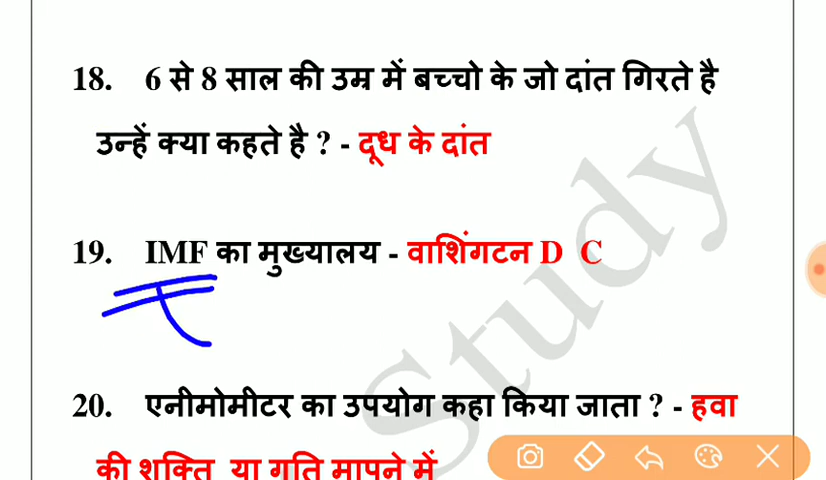 18. 6 से 8 साल की उम्र में बच्चो के जो दांत गिरते है
उन्हें क्या कहते है ? - दूध के दांत
19. IMF का मुख्यालय - वाशिंगटन D C
20. एनीमोमीटर का उपयोग कहा किया जाता ? - हवा
की शक्ति या गति मापने में
Study